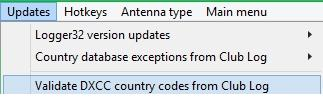 Updates Hotkeys Antenna type Main menu
Logger32 version updates
Country database exceptions from Club Log
Validate DXCC country codes from Club Log